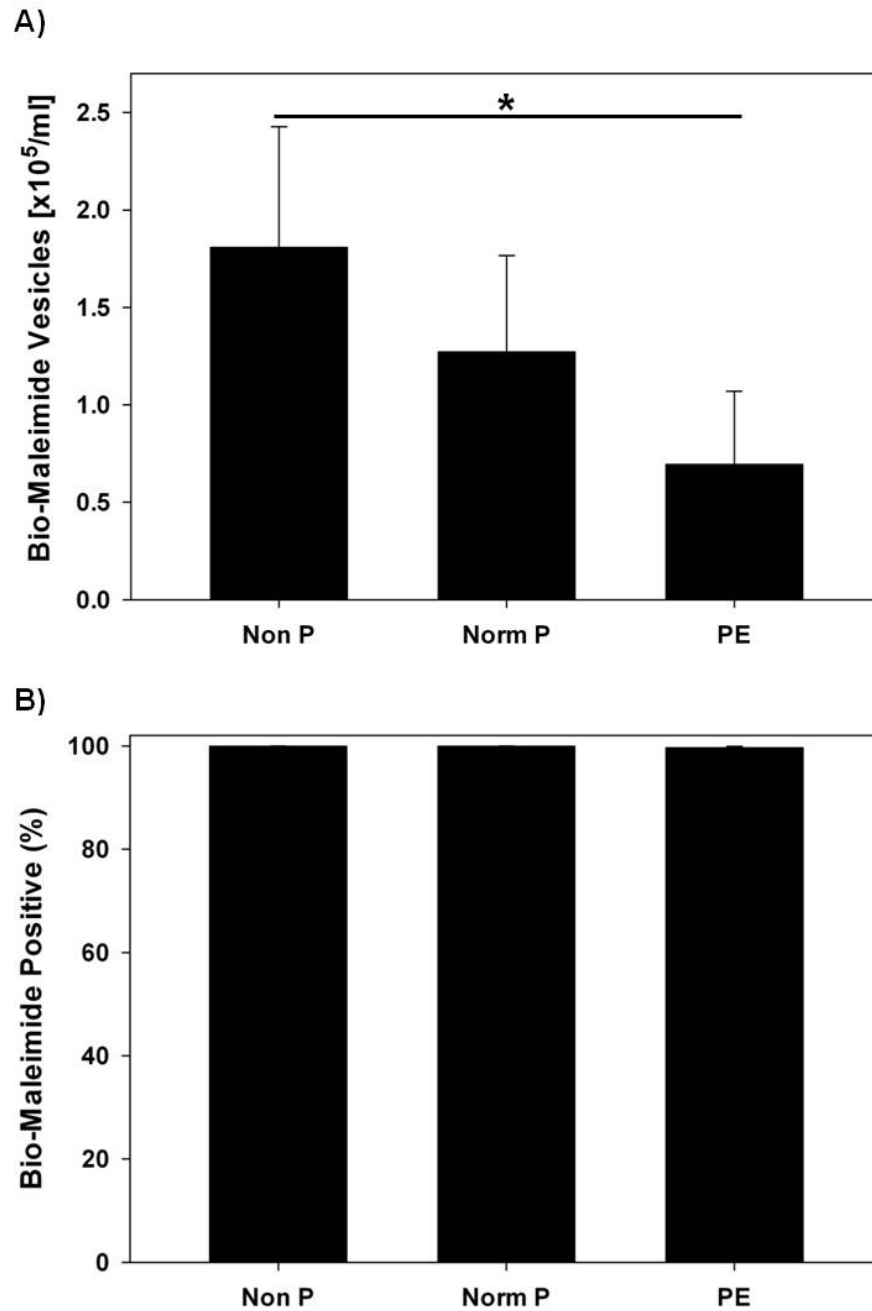 A)
Bio-Maleimide Vesicles [x10⁵/ml]
2.5
2.0
1.5
1.0
0.5
0.0
*
Non P Norm P PE
B)
Bio-Maleimide Positive (%)
100
80
60
40
20
0
Non P Norm P PE